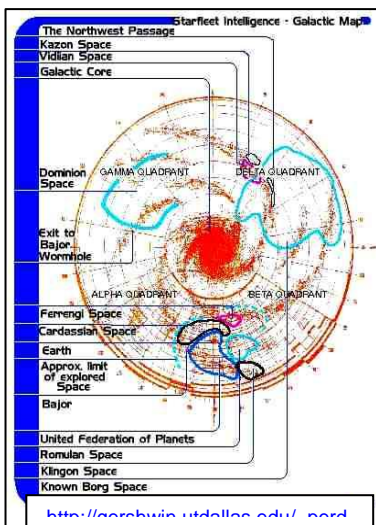 Starfleet Intelligence - Galactic Map
The Northwest Passage
Kazon Space
Vidiian Space
Galactic Core
GAMMA QUADRANT
DELTA QUADRANT
Dominion
Space
Exit to
Bajor
Wormhole
ALPHA QUADRANT
BETA QUADRANT
Ferrengi Space
Cardassian Space
Earth
Approx. limit
of explored
Space
Bajor
United Federation of Planets
Romulan Space
Klingon Space
Known Borg Space